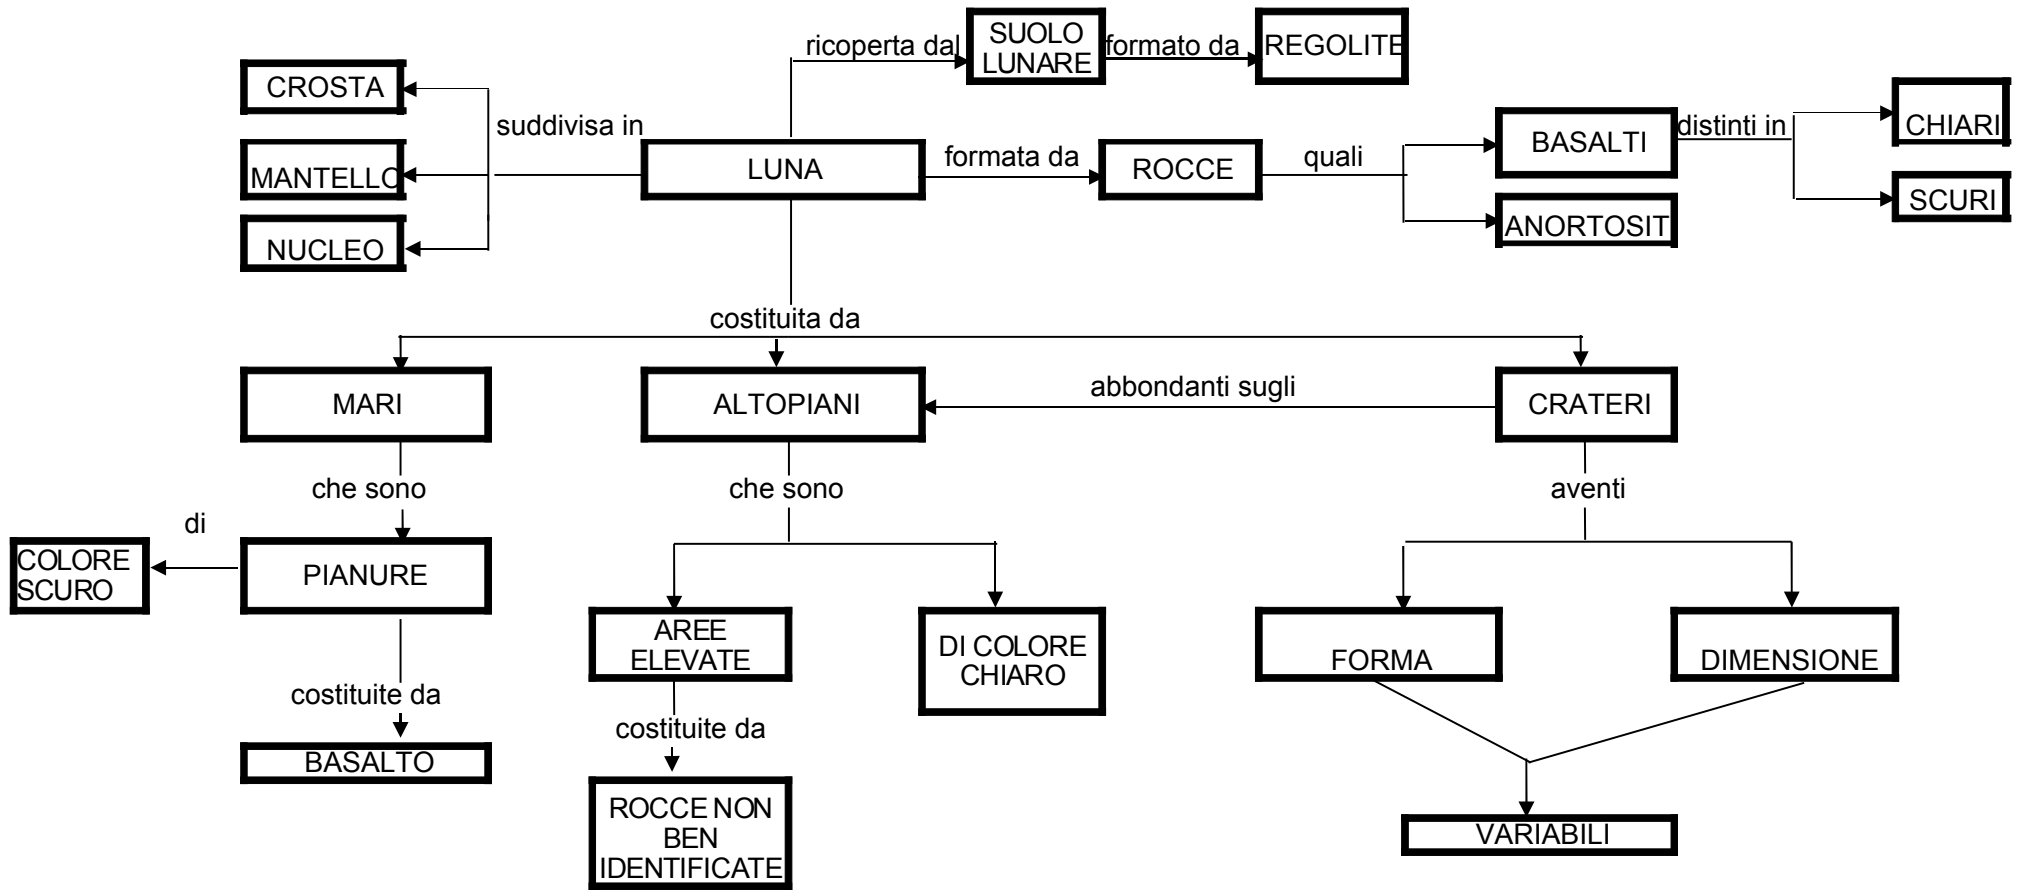 ricoperta dal
SUOLO
LUNARE
formato da
REGOLITE
CROSTA
suddivisa in
MANTELLO
NUCLEO
LUNA
formata da
ROCCE
quali
BASALTI
distinti in
CHIARI
SCURI
ANORTOSIT
costituita da
MARI
ALTOPIANI
abbondanti sugli
CRATERI
che sono
che sono
aventi
di
COLORE
SCURO
PIANURE
AREE
ELEVATE
DI COLORE
CHIARO
FORMA
DIMENSIONE
costituite da
BASALTO
costituite da
ROCCE NON
BEN
IDENTIFICATE
VARIABILI